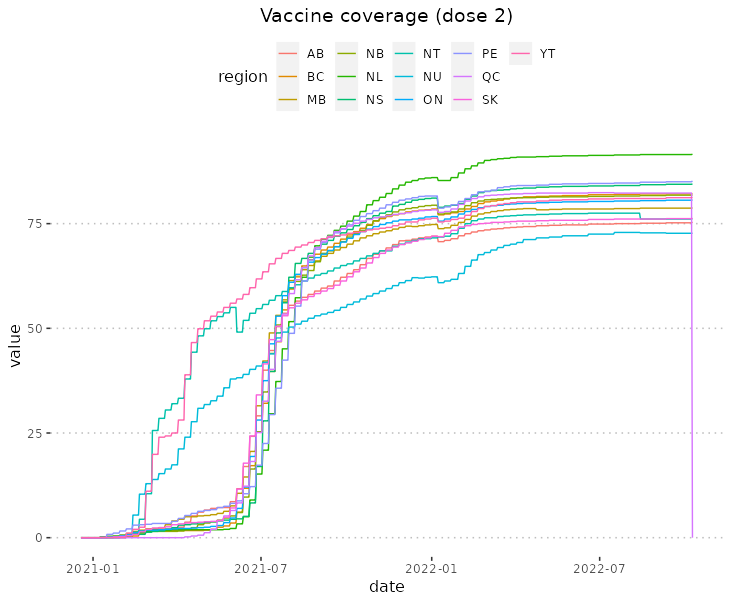 Vaccine coverage (dose 2)
region
AB NB NT PE YT
BC NL NU QC
MB NS ON SK
value
75
50
25
0
2021-01 2021-07 2022-01 2022-07
date